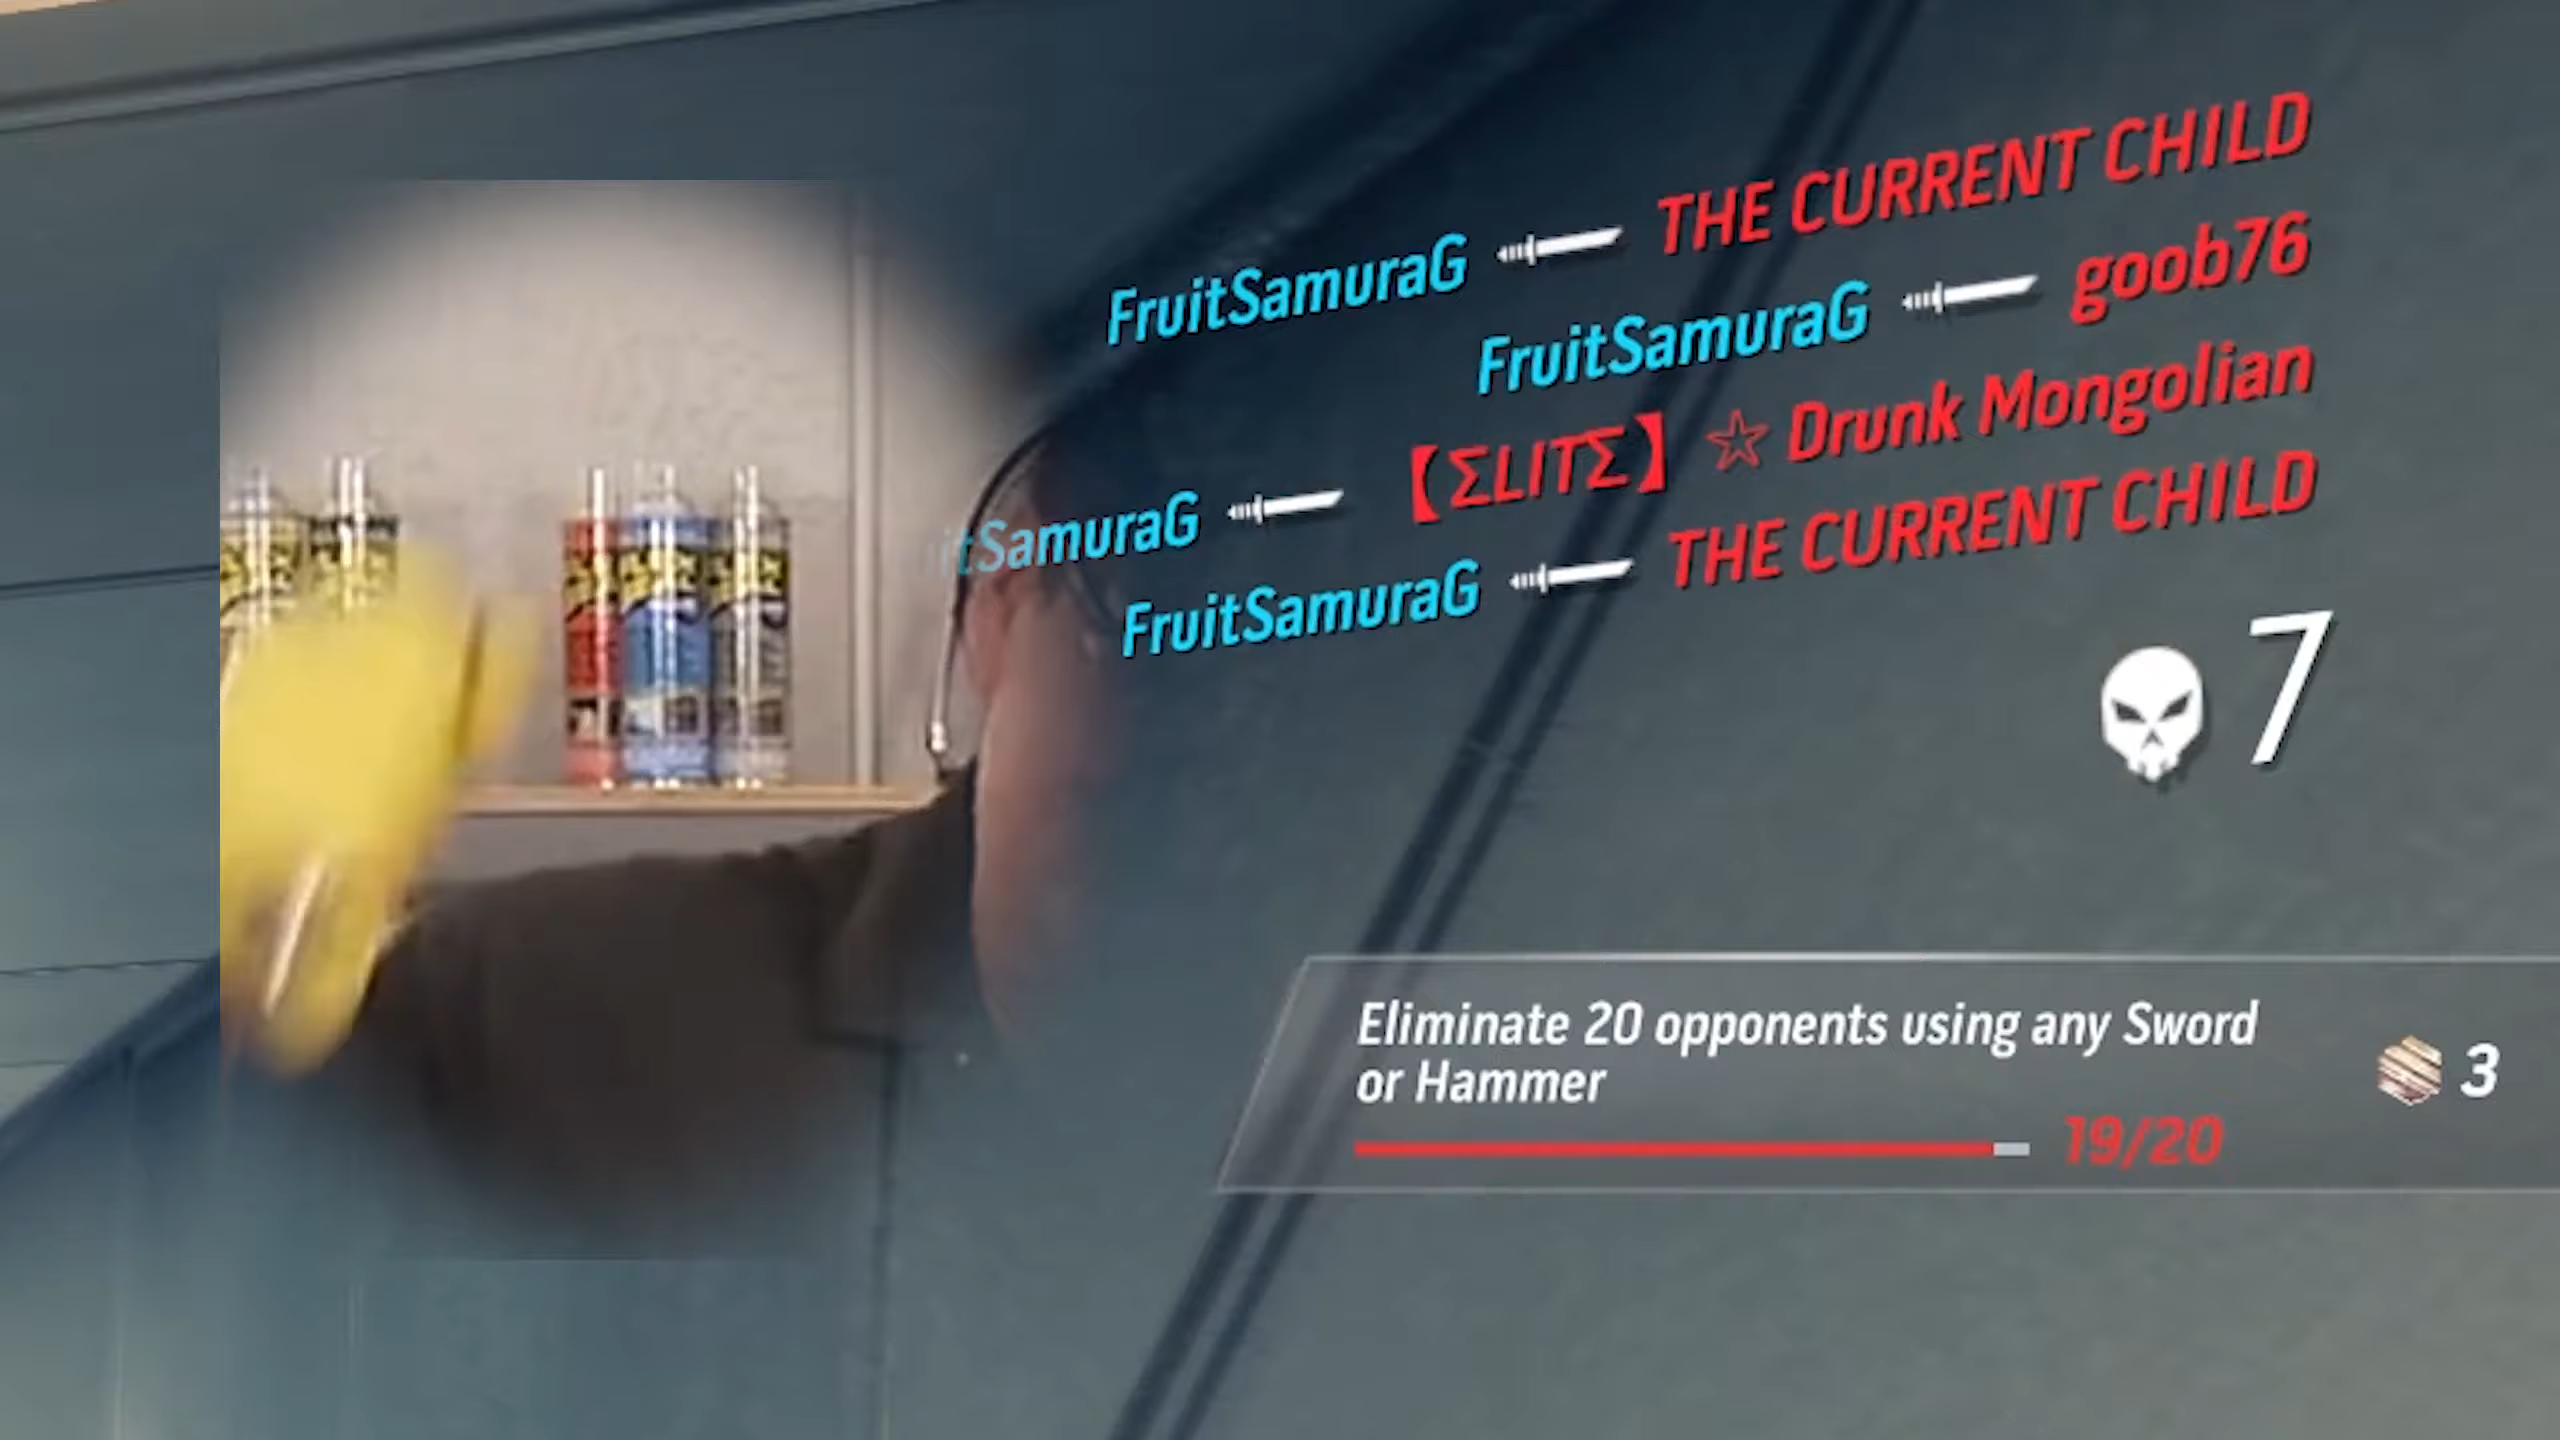 FruitSamuraG THE CURRENT CHILD
FruitSamuraG goob76
itSamuraG 【ΣLITΣ】 ☆ Drunk Mongolian
FruitSamuraG THE CURRENT CHILD
7
Eliminate 20 opponents using any Sword
or Hammer
3
19/20